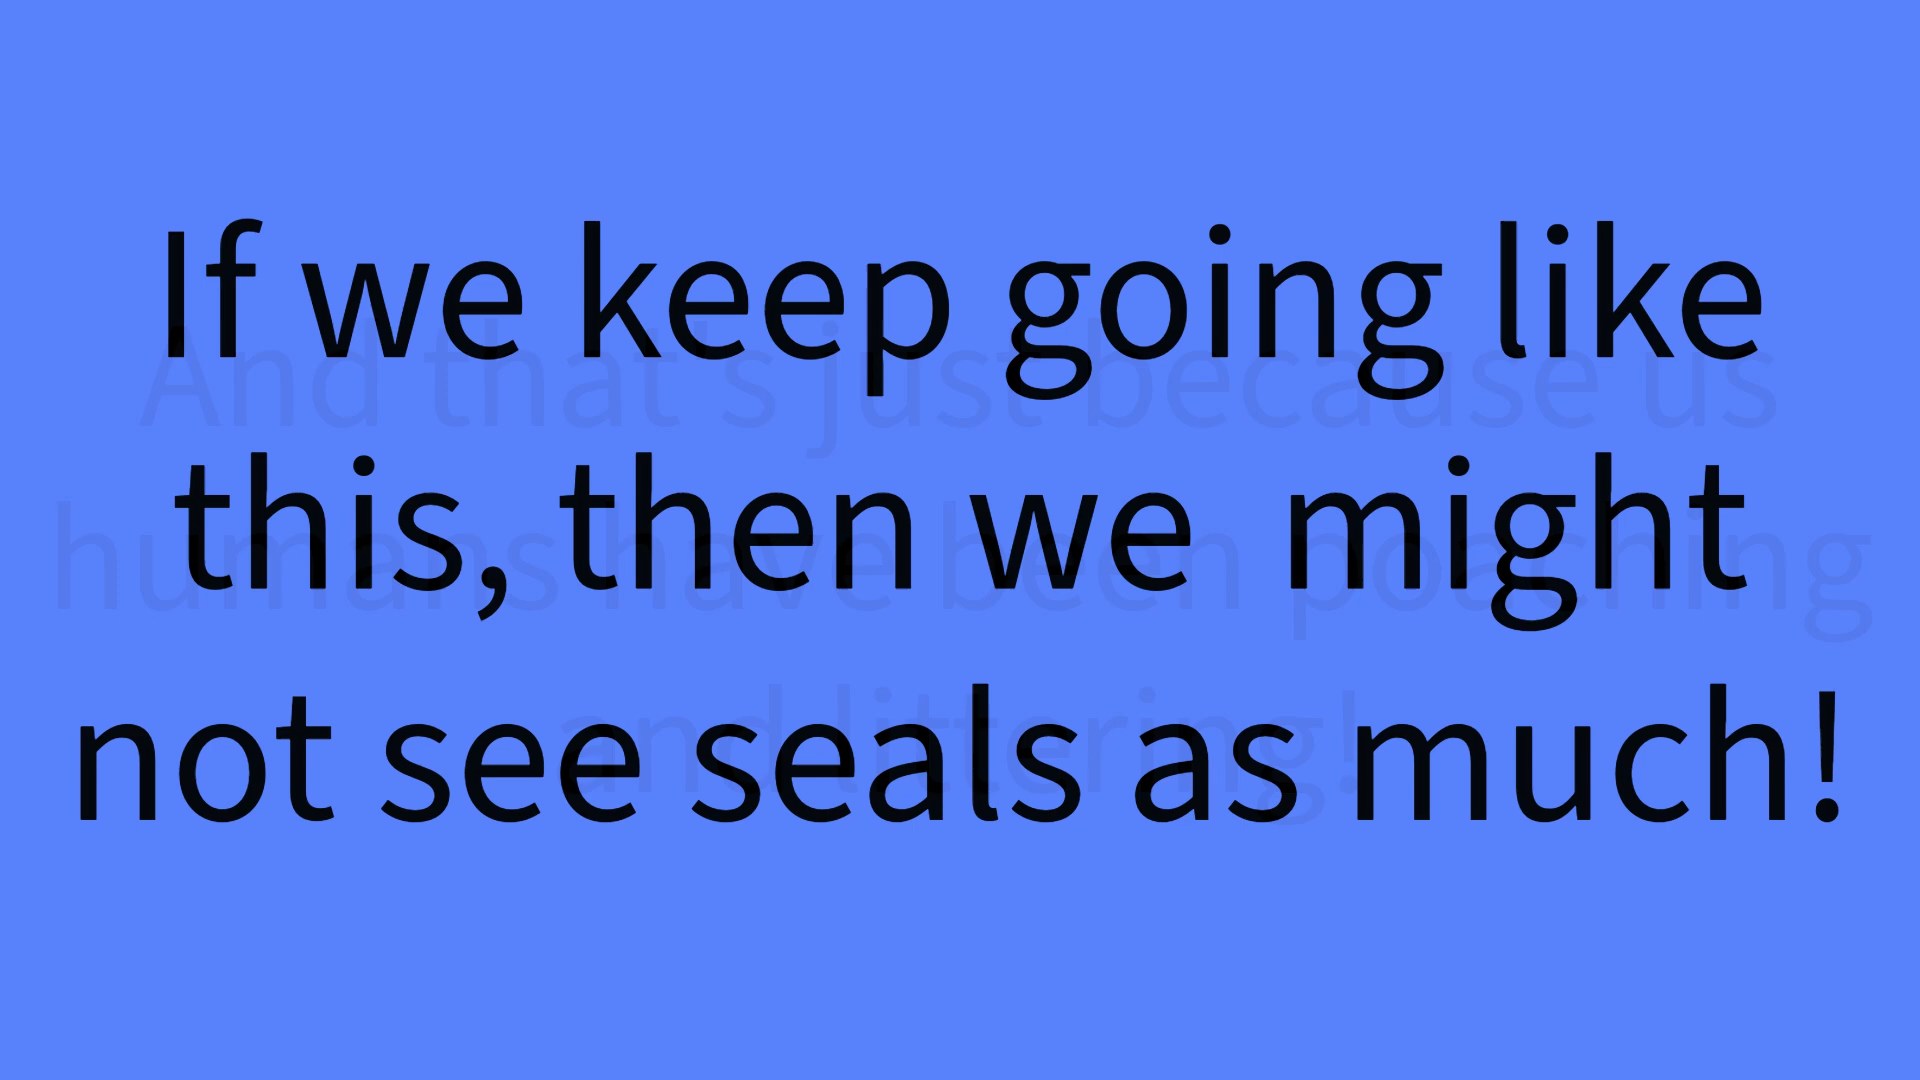 If we keep going like
this, then we  might
not see seals as much!
And that's just because us
humans have been poaching
and littering!